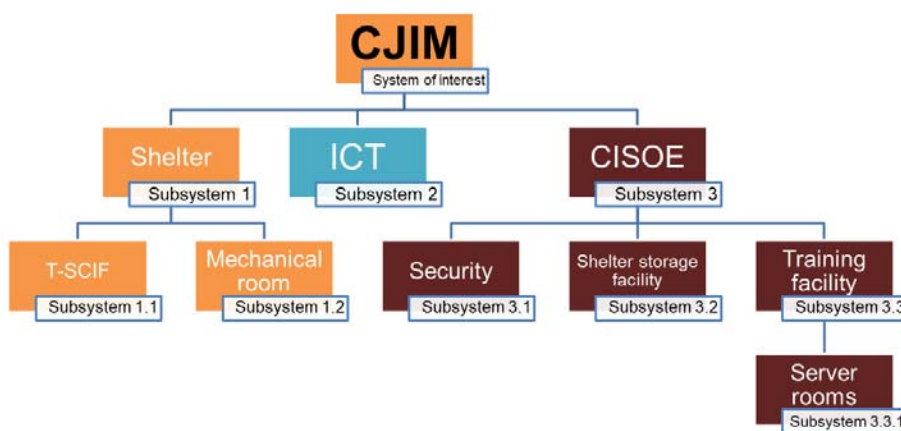 CJIM
System of interest
Shelter
Subsystem 1
ICT
Subsystem 2
CISOE
Subsystem 3
T-SCIF
Subsystem 1.1
Mechanical
room
Subsystem 1.2
Security
Subsystem 3.1
Shelter storage
facility
Subsystem 3.2
Training
facility
Subsystem 3.3
Server
rooms
Subsystem 3.3.1